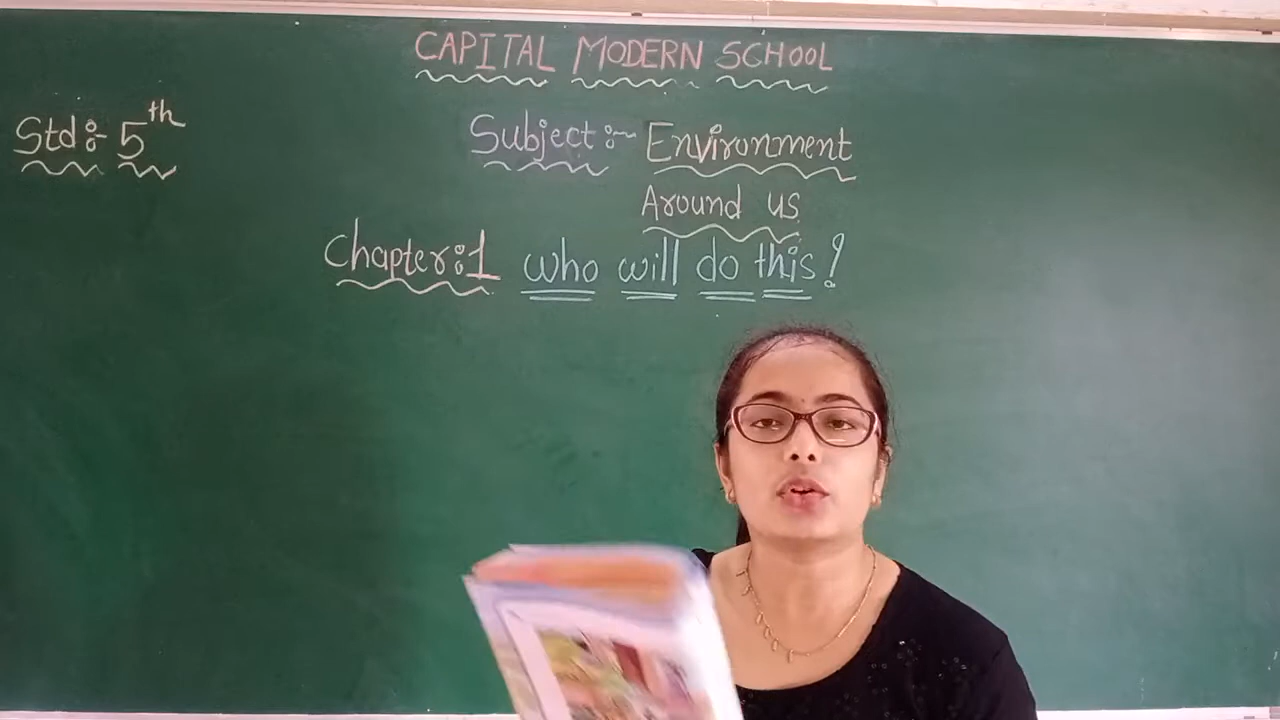 CAPITAL MODERN SCHOOL
Std:- 5th
Subject:- Environment
Around us
Chapter:1 who will do this!